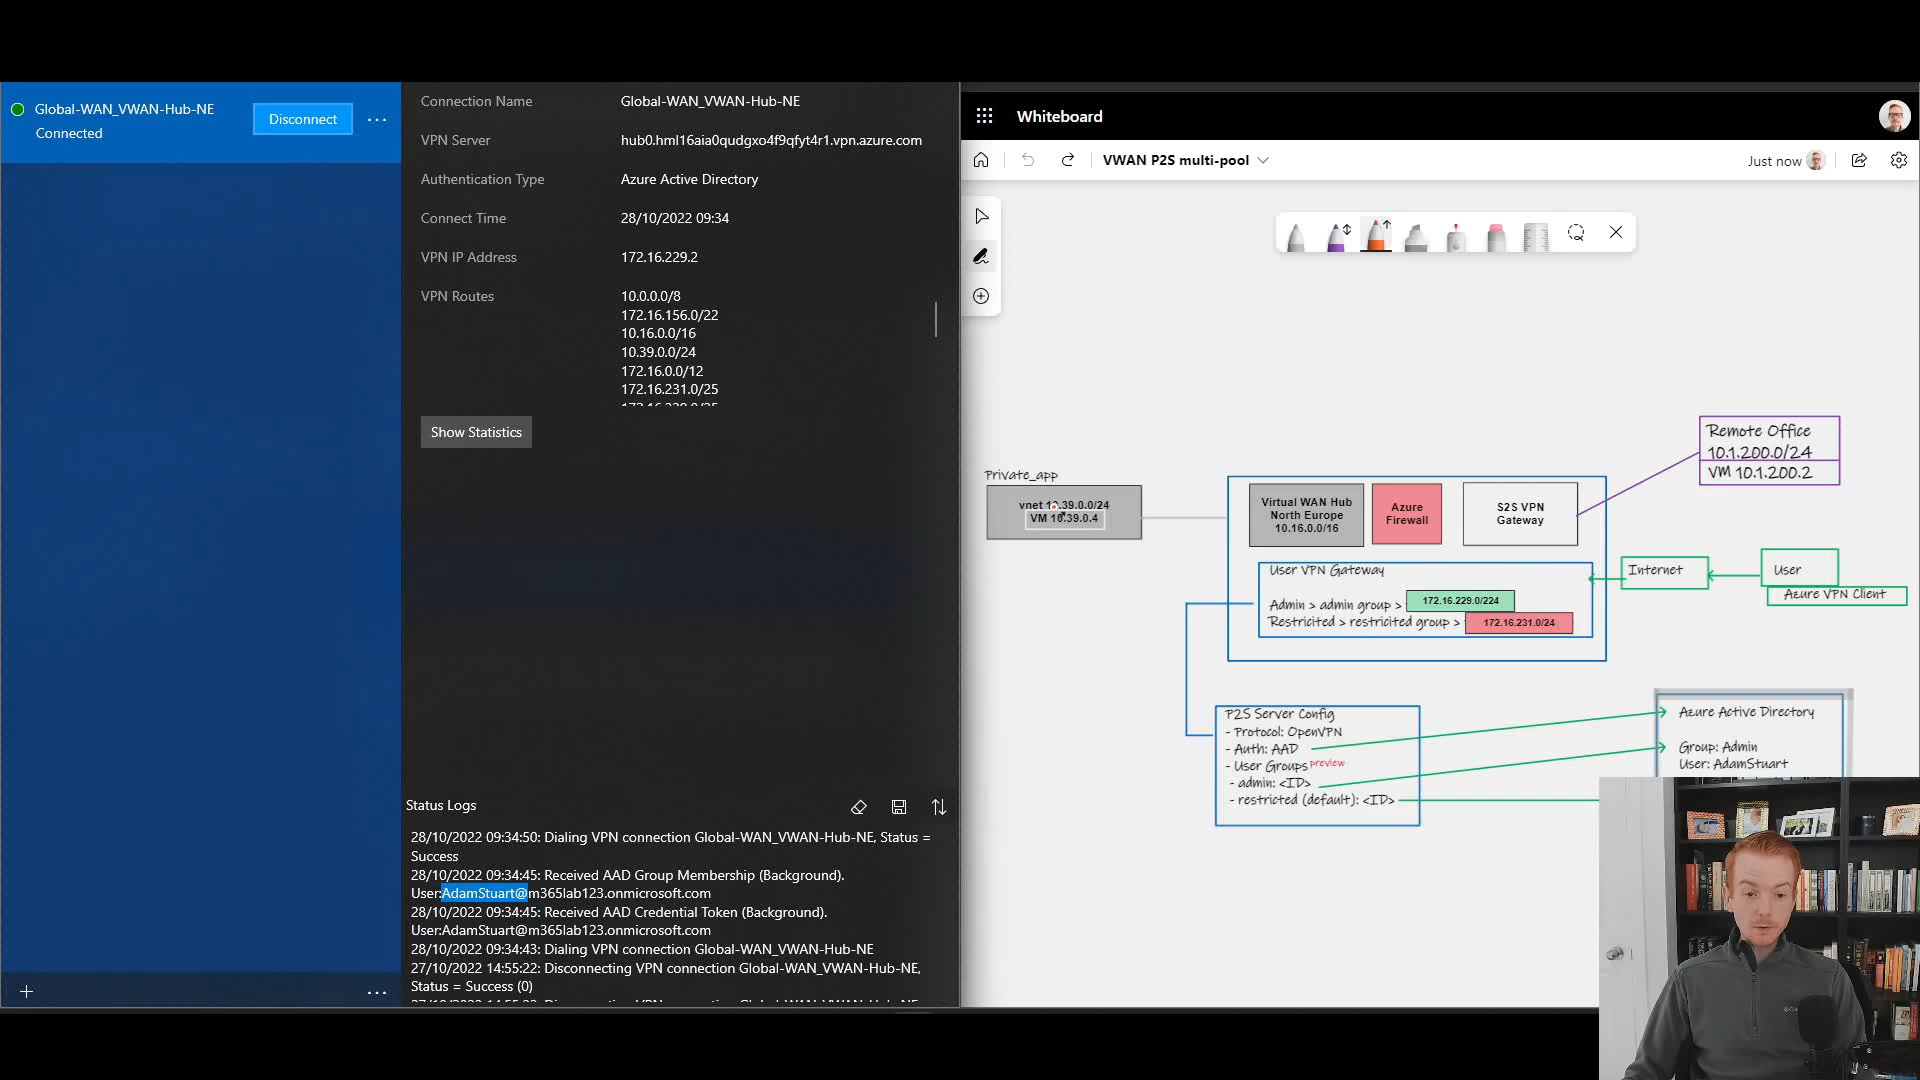 Global-WAN_VWAN-Hub-NE
Connected
Disconnect
Connection Name
Global-WAN_VWAN-Hub-NE
VPN Server
hub0.hml16aia0qudgxo4f9qfyt4r1.vpn.azure.com
Authentication Type
Azure Active Directory
Connect Time
28/10/2022 09:34
VPN IP Address
172.16.229.2
VPN Routes
10.0.0.0/8
172.16.156.0/22
10.16.0.0/16
10.39.0.0/24
172.16.0.0/12
172.16.231.0/25
Show Statistics
Status Logs
28/10/2022 09:34:50: Dialing VPN connection Global-WAN_VWAN-Hub-NE, Status =
Success
28/10/2022 09:34:45: Received AAD Group Membership (Background).
User:AdamStuart@m365lab123.onmicrosoft.com
28/10/2022 09:34:45: Received AAD Credential Token (Background).
User:AdamStuart@m365lab123.onmicrosoft.com
28/10/2022 09:34:43: Dialing VPN connection Global-WAN_VWAN-Hub-NE
27/10/2022 14:55:22: Disconnecting VPN connection Global-WAN_VWAN-Hub-NE,
Status = Success (0)
Whiteboard
VWAN P2S multi-pool
Just now
Private_app
vnet 10.39.0.0/24
VM 10.39.0.4
Virtual WAN Hub
North Europe
10.16.0.0/16
Azure
Firewall
S2S VPN
Gateway
Remote Office
10.1.200.0/24
VM 10.1.200.2
User VPN Gateway
Admin > admin group >
172.16.229.0/224
Restricited > restricited group >
172.16.231.0/24
Internet
User
Azure VPN Client
P2S Server Config
- Protocol: OpenVPN
- Auth: AAD
- User Groups preview
- admin: <ID>
- restricted (default): <ID>
Azure Active Directory
Group: Admin
User: AdamStuart